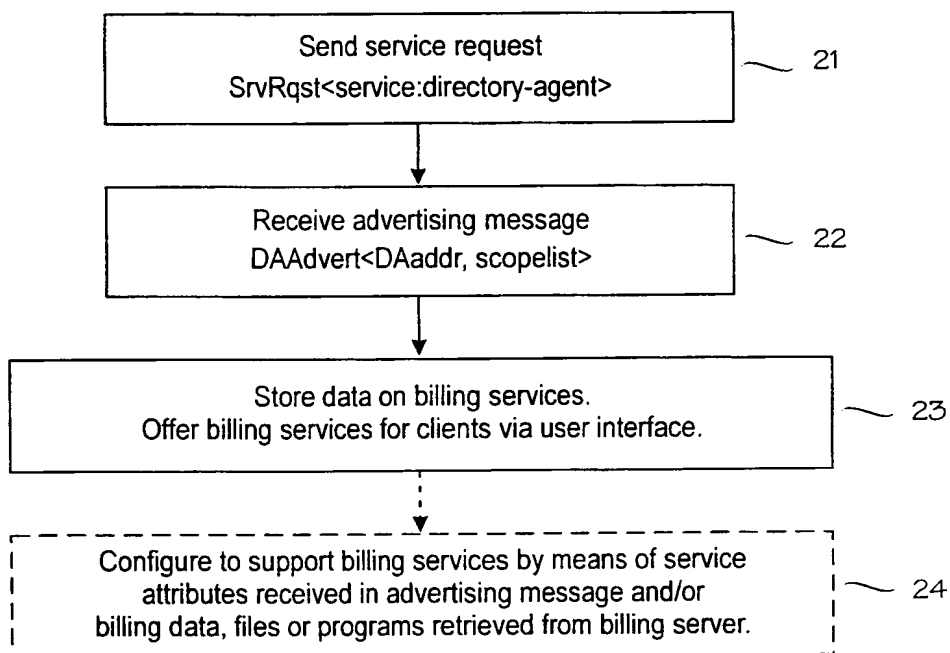 Send service request
SrvRqst<service:directory-agent>
21
Receive advertising message
DAAdvert<DAaddr, scopelist>
22
Store data on billing services.
Offer billing services for clients via user interface.
23
Configure to support billing services by means of service
attributes received in advertising message and/or
billing data, files or programs retrieved from billing server.
24